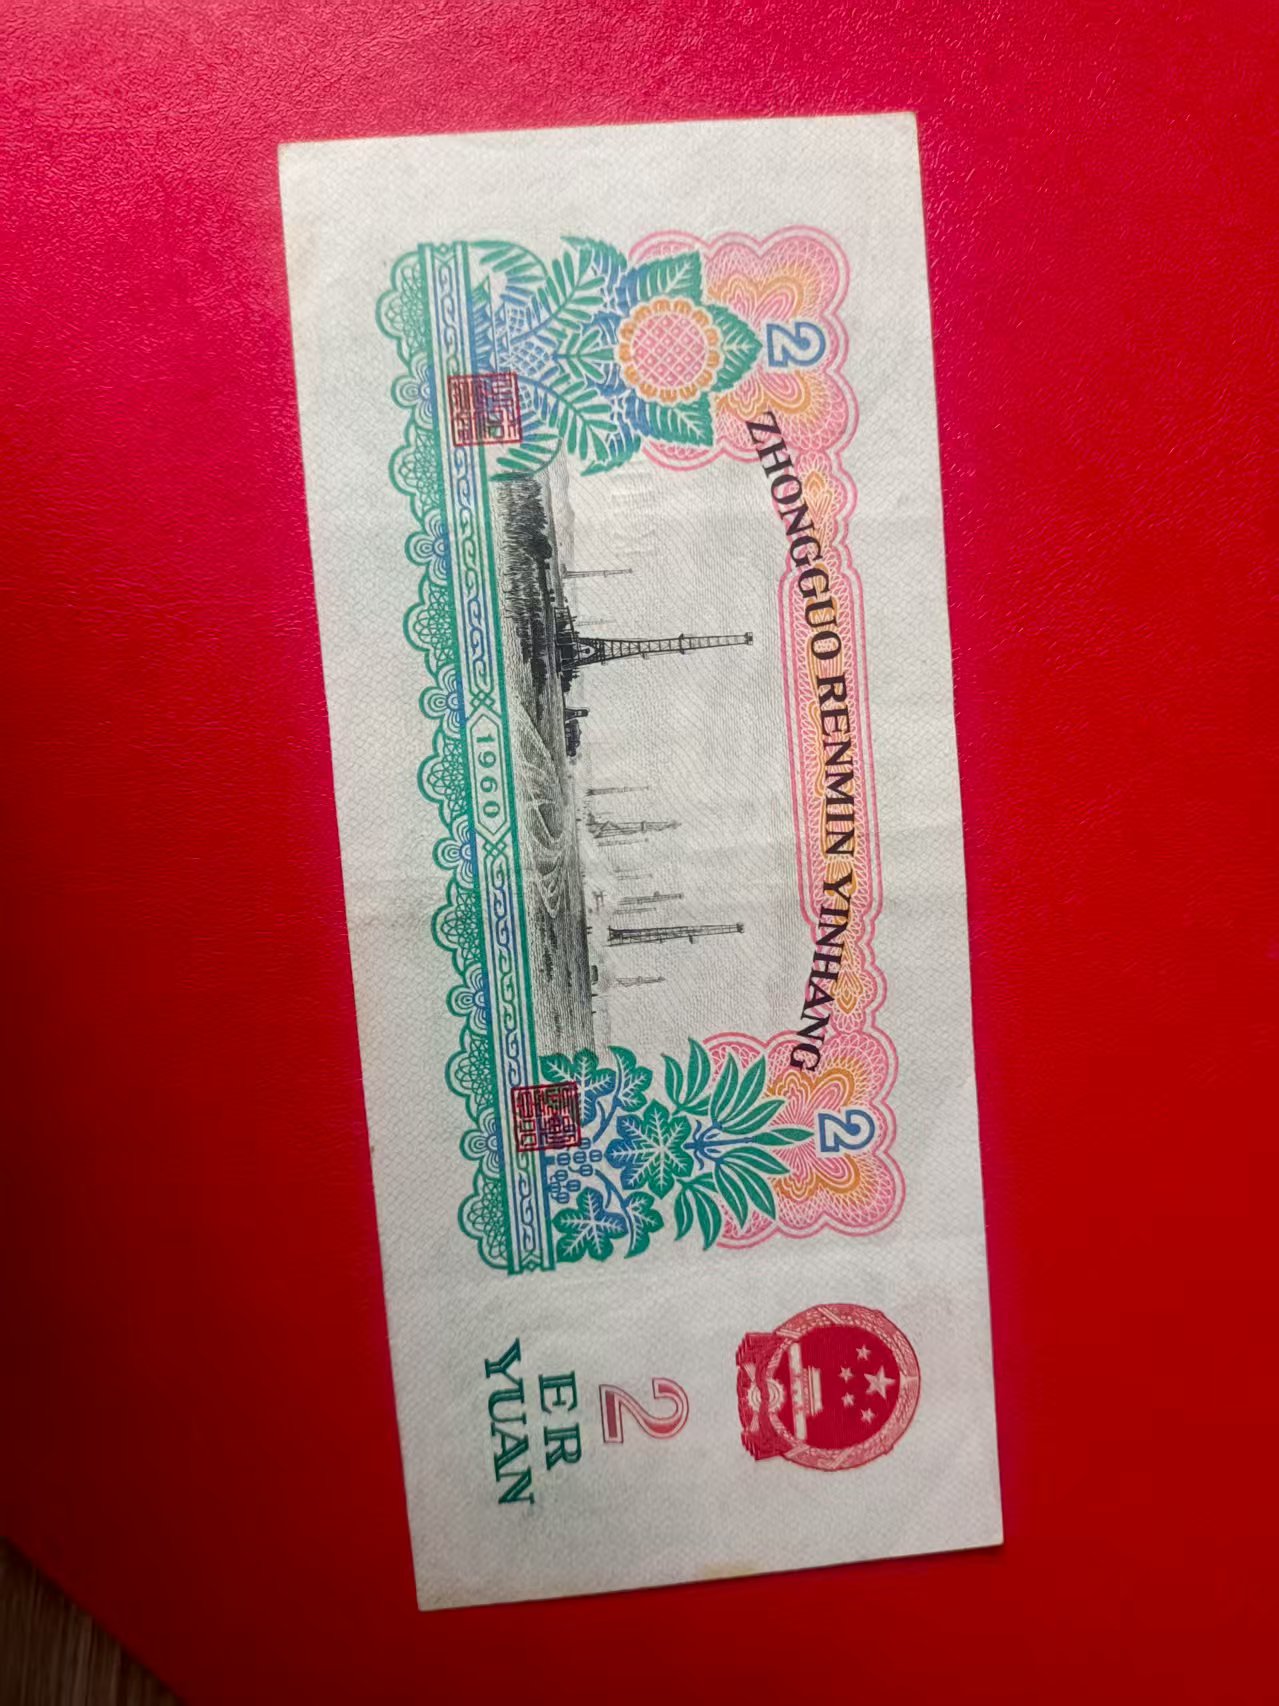 ZHONGGUO RENMIN YINHANG
2
2
1960
2
ER
YUAN